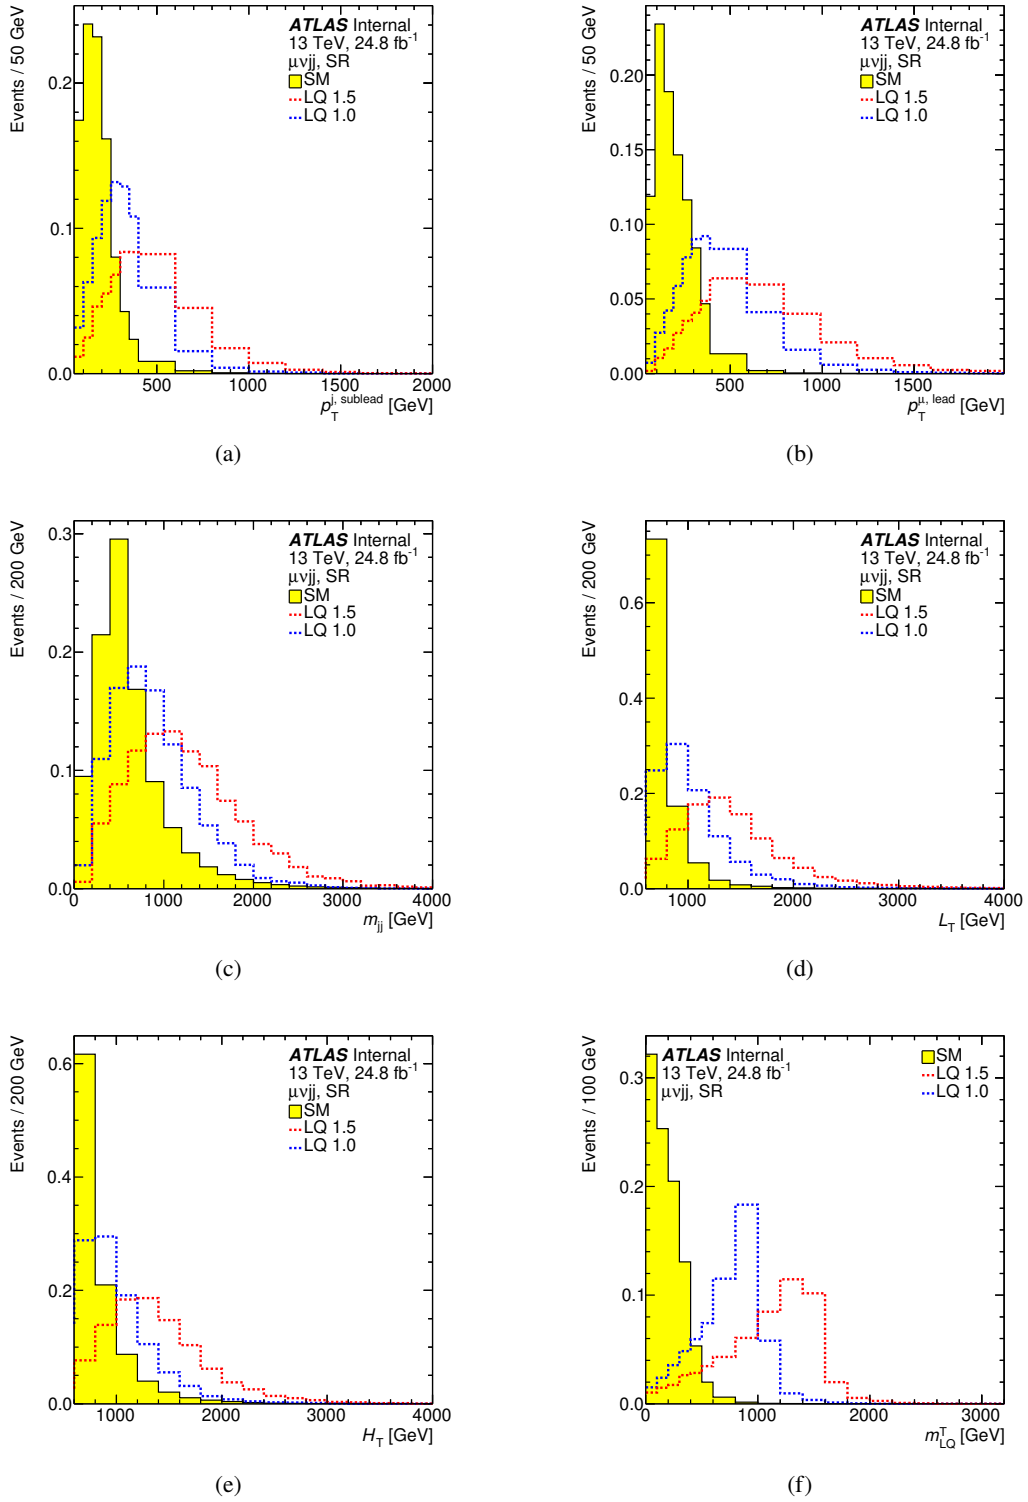 Events / 50 GeV
ATLAS Internal
13 TeV, 24.8 fb⁻¹
μνjj, SR
SM
LQ 1.5
LQ 1.0
0.2
0.1
0.0
500 1000 1500 2000
p_T^{j, sublead} [GeV]
(a)
Events / 50 GeV
ATLAS Internal
13 TeV, 24.8 fb⁻¹
μνjj, SR
SM
LQ 1.5
LQ 1.0
0.20
0.15
0.10
0.05
0.00
500 1000 1500
p_T^{μ, lead} [GeV]
(b)
Events / 200 GeV
ATLAS Internal
13 TeV, 24.8 fb⁻¹
μνjj, SR
SM
LQ 1.5
LQ 1.0
0.3
0.2
0.1
0.0
0 1000 2000 3000 4000
m_{jj} [GeV]
(c)
Events / 200 GeV
ATLAS Internal
13 TeV, 24.8 fb⁻¹
μνjj, SR
SM
LQ 1.5
LQ 1.0
0.6
0.4
0.2
0.0
1000 2000 3000 4000
L_T [GeV]
(d)
Events / 200 GeV
ATLAS Internal
13 TeV, 24.8 fb⁻¹
μνjj, SR
SM
LQ 1.5
LQ 1.0
0.6
0.4
0.2
0.0
1000 2000 3000 4000
H_T [GeV]
(e)
Events / 100 GeV
ATLAS Internal
13 TeV, 24.8 fb⁻¹
μνjj, SR
SM
LQ 1.5
LQ 1.0
0.3
0.2
0.1
0.0
0 1000 2000 3000
m_{LQ}^T [GeV]
(f)